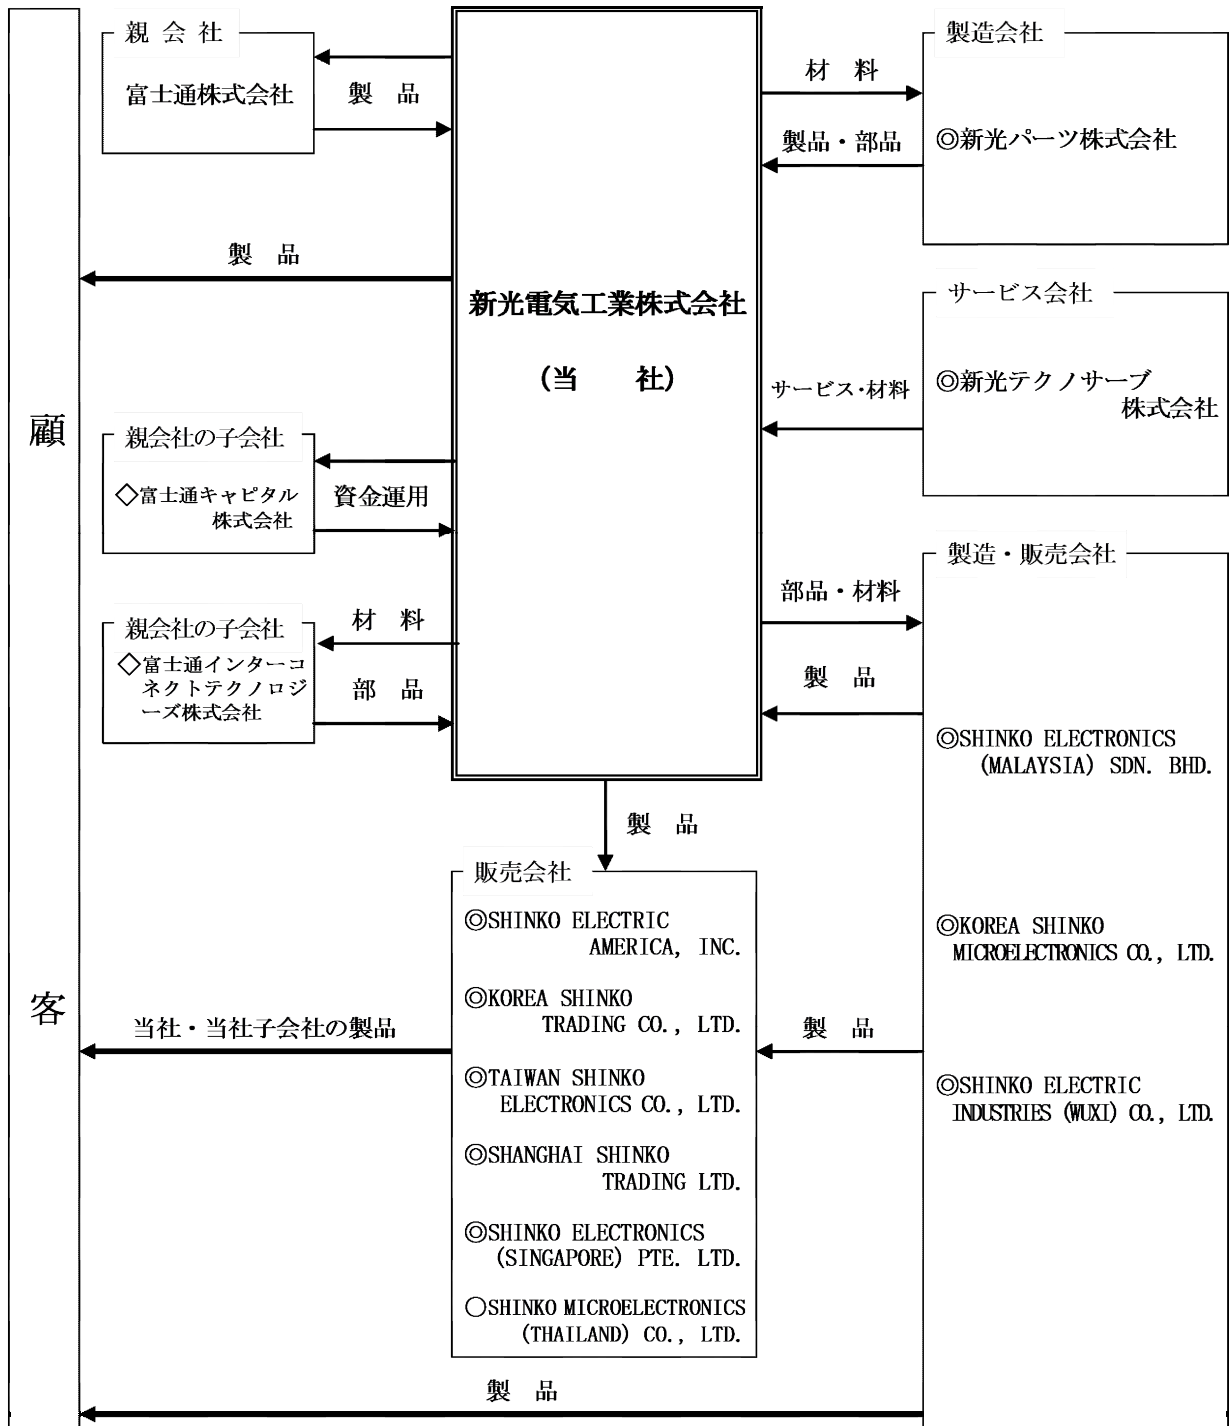 親 会 社
富士通株式会社
製 品
製 品
顧
客
親会社の子会社
◇富士通キャピタル
株式会社
資金運用
親会社の子会社
◇富士通インターコ
ネクトテクノロジ
ーズ株式会社
材 料
部 品
新光電気工業株式会社
(当 社)
材 料
製品・部品
製造会社
◎新光パーツ株式会社
サービス会社
◎新光テクノサーブ
株式会社
サービス・材料
部品・材料
製 品
製造・販売会社
◎SHINKO ELECTRONICS
(MALAYSIA) SDN. BHD.
◎KOREA SHINKO
MICROELECTRONICS CO., LTD.
◎SHINKO ELECTRIC
INDUSTRIES (WUXI) CO., LTD.
製 品
販売会社
◎SHINKO ELECTRIC
AMERICA, INC.
◎KOREA SHINKO
TRADING CO., LTD.
◎TAIWAN SHINKO
ELECTRONICS CO., LTD.
◎SHANGHAI SHINKO
TRADING LTD.
◎SHINKO ELECTRONICS
(SINGAPORE) PTE. LTD.
○SHINKO MICROELECTRONICS
(THAILAND) CO., LTD.
製 品
当社・当社子会社の製品
製 品